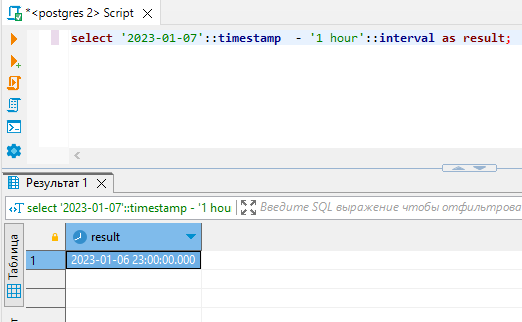 *<postgres 2> Script
select '2023-01-07'::timestamp  - '1 hour'::interval as result;
Результат 1
select '2023-01-07'::timestamp - '1 hou
Введите SQL выражение чтобы отфильтрова
Таблица
result
1
2023-01-06 23:00:00.000